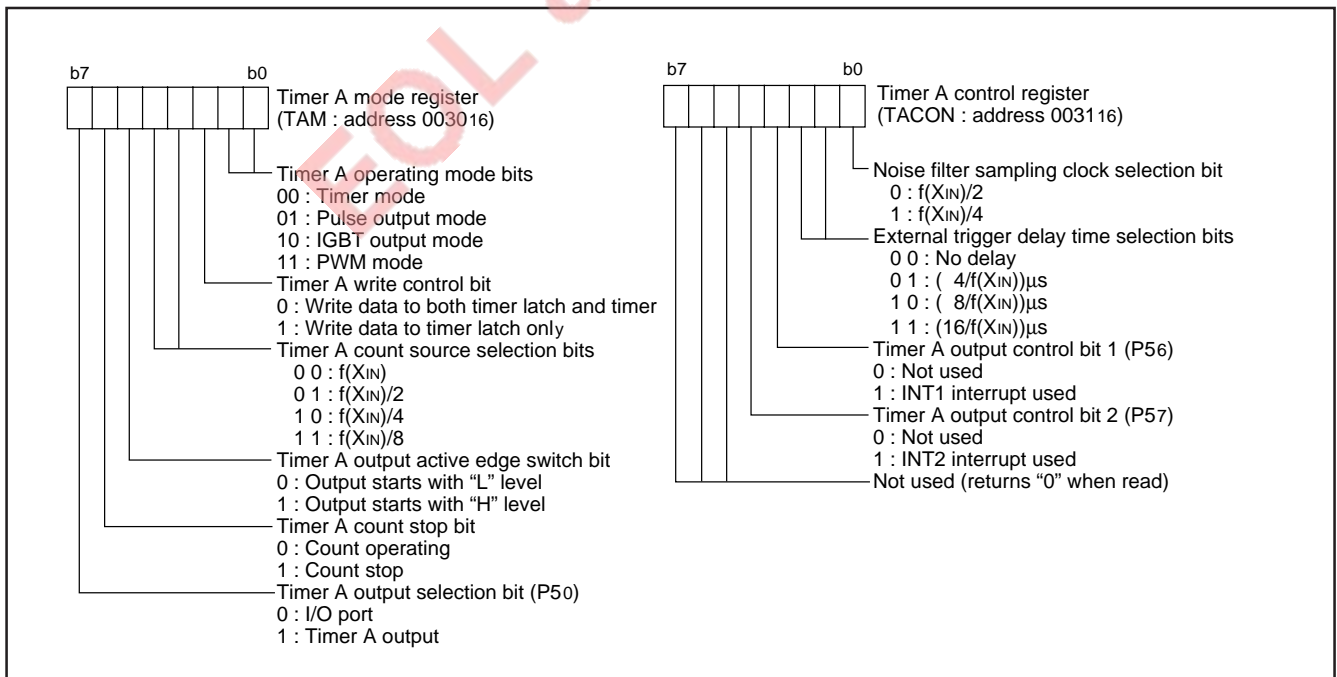 EOL
b7 b0
Timer A mode register
(TAM : address 003016)
Timer A operating mode bits
00 : Timer mode
01 : Pulse output mode
10 : IGBT output mode
11 : PWM mode
Timer A write control bit
0 : Write data to both timer latch and timer
1 : Write data to timer latch only
Timer A count source selection bits
0 0 : f(XIN)
0 1 : f(XIN)/2
1 0 : f(XIN)/4
1 1 : f(XIN)/8
Timer A output active edge switch bit
0 : Output starts with “L” level
1 : Output starts with “H” level
Timer A count stop bit
0 : Count operating
1 : Count stop
Timer A output selection bit (P50)
0 : I/O port
1 : Timer A output
b7 b0
Timer A control register
(TACON : address 003116)
Noise filter sampling clock selection bit
0 : f(XIN)/2
1 : f(XIN)/4
External trigger delay time selection bits
0 0 : No delay
0 1 : ( 4/f(XIN))µs
1 0 : ( 8/f(XIN))µs
1 1 : (16/f(XIN))µs
Timer A output control bit 1 (P56)
0 : Not used
1 : INT1 interrupt used
Timer A output control bit 2 (P57)
0 : Not used
1 : INT2 interrupt used
Not used (returns “0” when read)